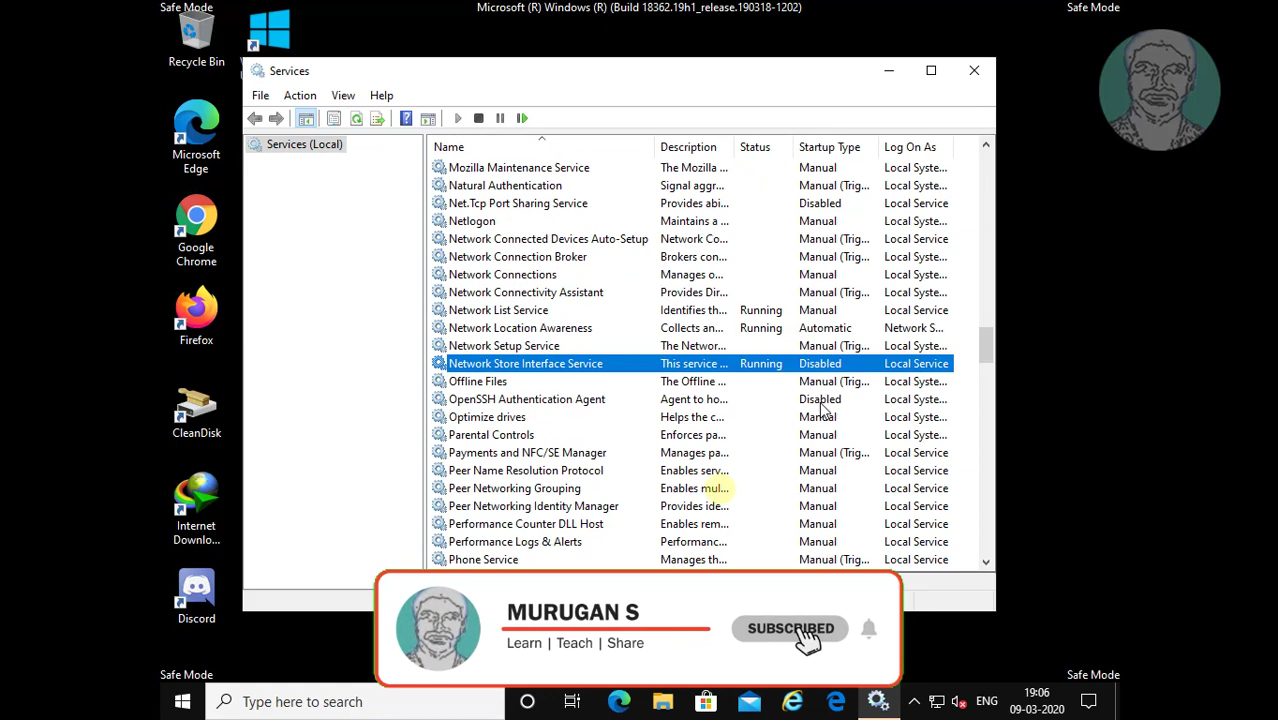 Safe Mode
Microsoft (R) Windows (R) (Build 18362.19h1_release.190318-1202)
Safe Mode
Recycle Bin
Microsoft
Edge
Google
Chrome
Firefox
CleanDisk
Internet
Downlo...
Discord
Services
File Action View Help
Services (Local)
Name Description Status Startup Type Log On As
Mozilla Maintenance Service The Mozilla ... Manual Local Syste...
Natural Authentication Signal aggr... Manual (Trig... Local Syste...
Net.Tcp Port Sharing Service Provides abi... Disabled Local Service
Netlogon Maintains a ... Manual Local Syste...
Network Connected Devices Auto-Setup Network Co... Manual (Trig... Local Service
Network Connection Broker Brokers con... Manual (Trig... Local Syste...
Network Connections Manages o... Manual Local Syste...
Network Connectivity Assistant Provides Dir... Manual (Trig... Local Syste...
Network List Service Identifies th... Running Manual Local Service
Network Location Awareness Collects an... Running Automatic Network S...
Network Setup Service The Networ... Manual (Trig... Local Syste...
Network Store Interface Service This service ... Running Disabled Local Service
Offline Files The Offline ... Manual (Trig... Local Syste...
OpenSSH Authentication Agent Agent to ho... Disabled Local Syste...
Optimize drives Helps the c... Manual Local Syste...
Parental Controls Enforces pa... Manual Local Syste...
Payments and NFC/SE Manager Manages pa... Manual (Trig... Local Service
Peer Name Resolution Protocol Enables serv... Manual Local Service
Peer Networking Grouping Enables mul... Manual Local Service
Peer Networking Identity Manager Provides ide... Manual Local Service
Performance Counter DLL Host Enables rem... Manual Local Service
Performance Logs & Alerts Performanc... Manual Local Service
Phone Service Manages th... Manual (Trig... Local Service
MURUGAN S
Learn | Teach | Share
SUBSCRIBED
Safe Mode
Safe Mode
Type here to search
ENG
19:06
09-03-2020